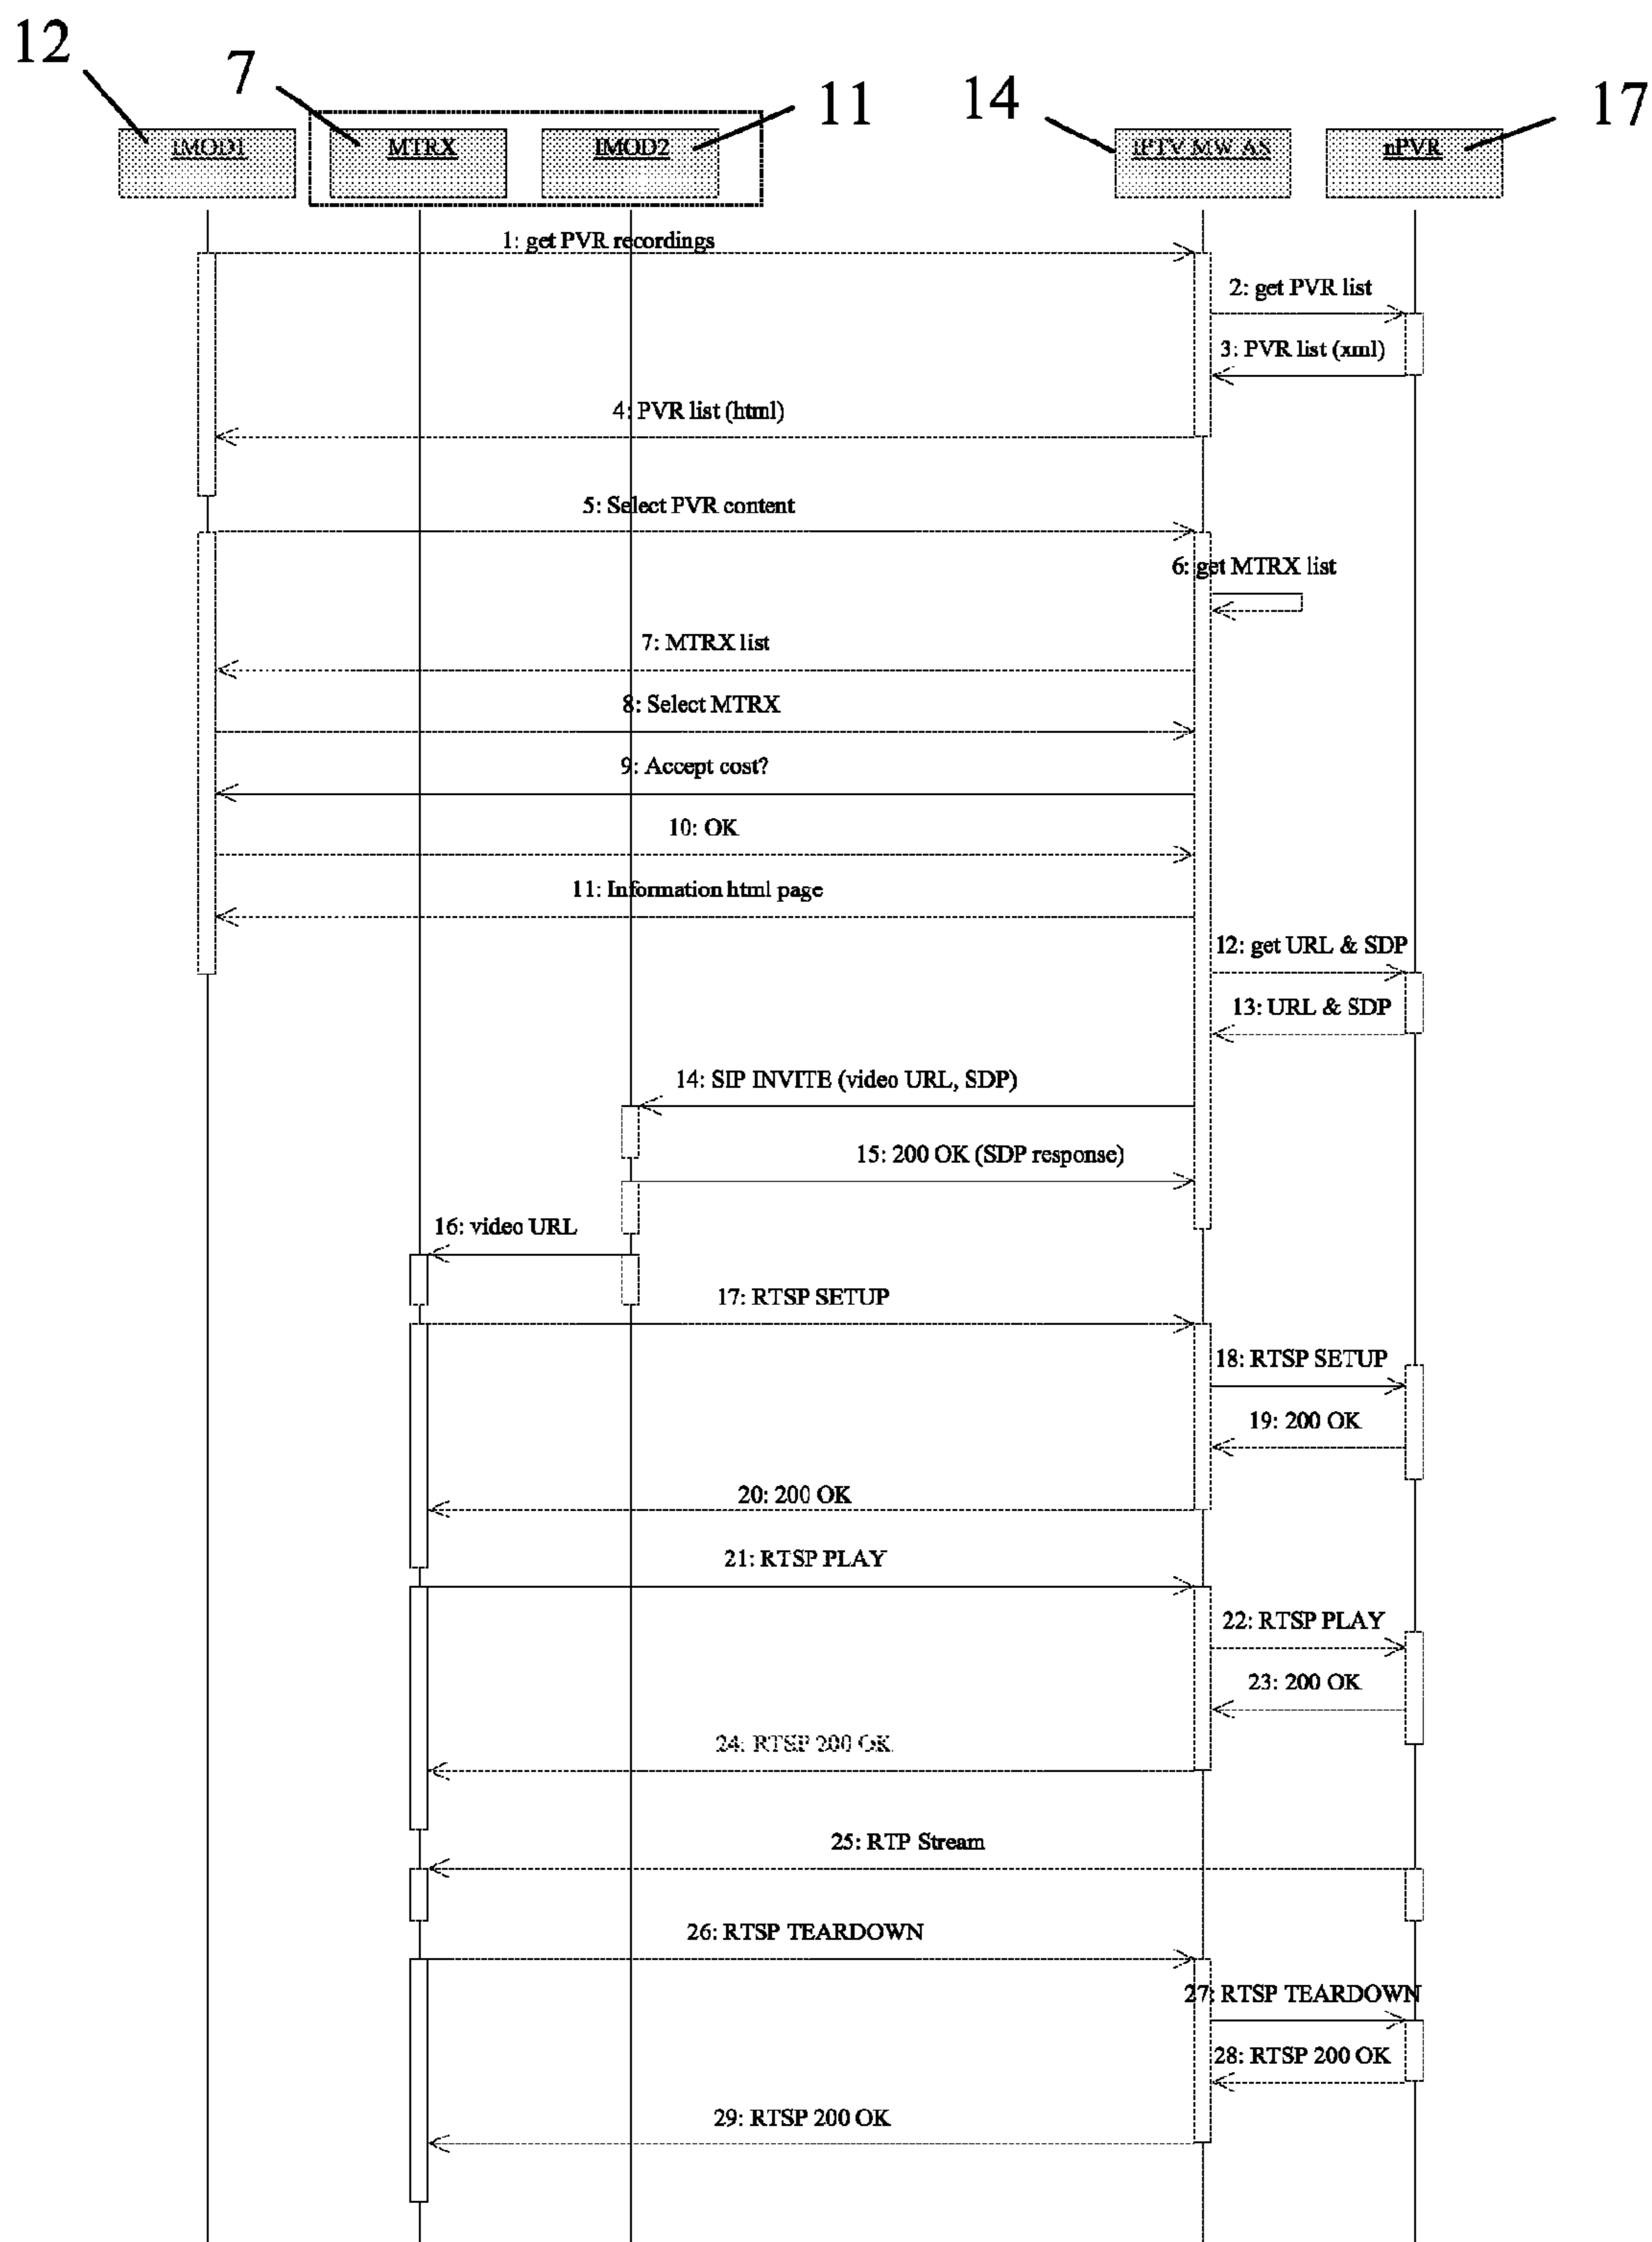 12
7
11
14
17
IMOD1
MTRX
IMOD2
IPTV MW AS
nPVR
1: get PVR recordings
2: get PVR list
3: PVR list (xml)
4: PVR list (html)
5: Select PVR content
6: get MTRX list
7: MTRX list
8: Select MTRX
9: Accept cost?
10: OK
11: Information html page
12: get URL & SDP
13: URL & SDP
14: SIP INVITE (video URL, SDP)
15: 200 OK (SDP response)
16: video URL
17: RTSP SETUP
18: RTSP SETUP
19: 200 OK
20: 200 OK
21: RTSP PLAY
22: RTSP PLAY
23: 200 OK
24: RTSP 200 OK
25: RTP Stream
26: RTSP TEARDOWN
27: RTSP TEARDOWN
28: RTSP 200 OK
29: RTSP 200 OK